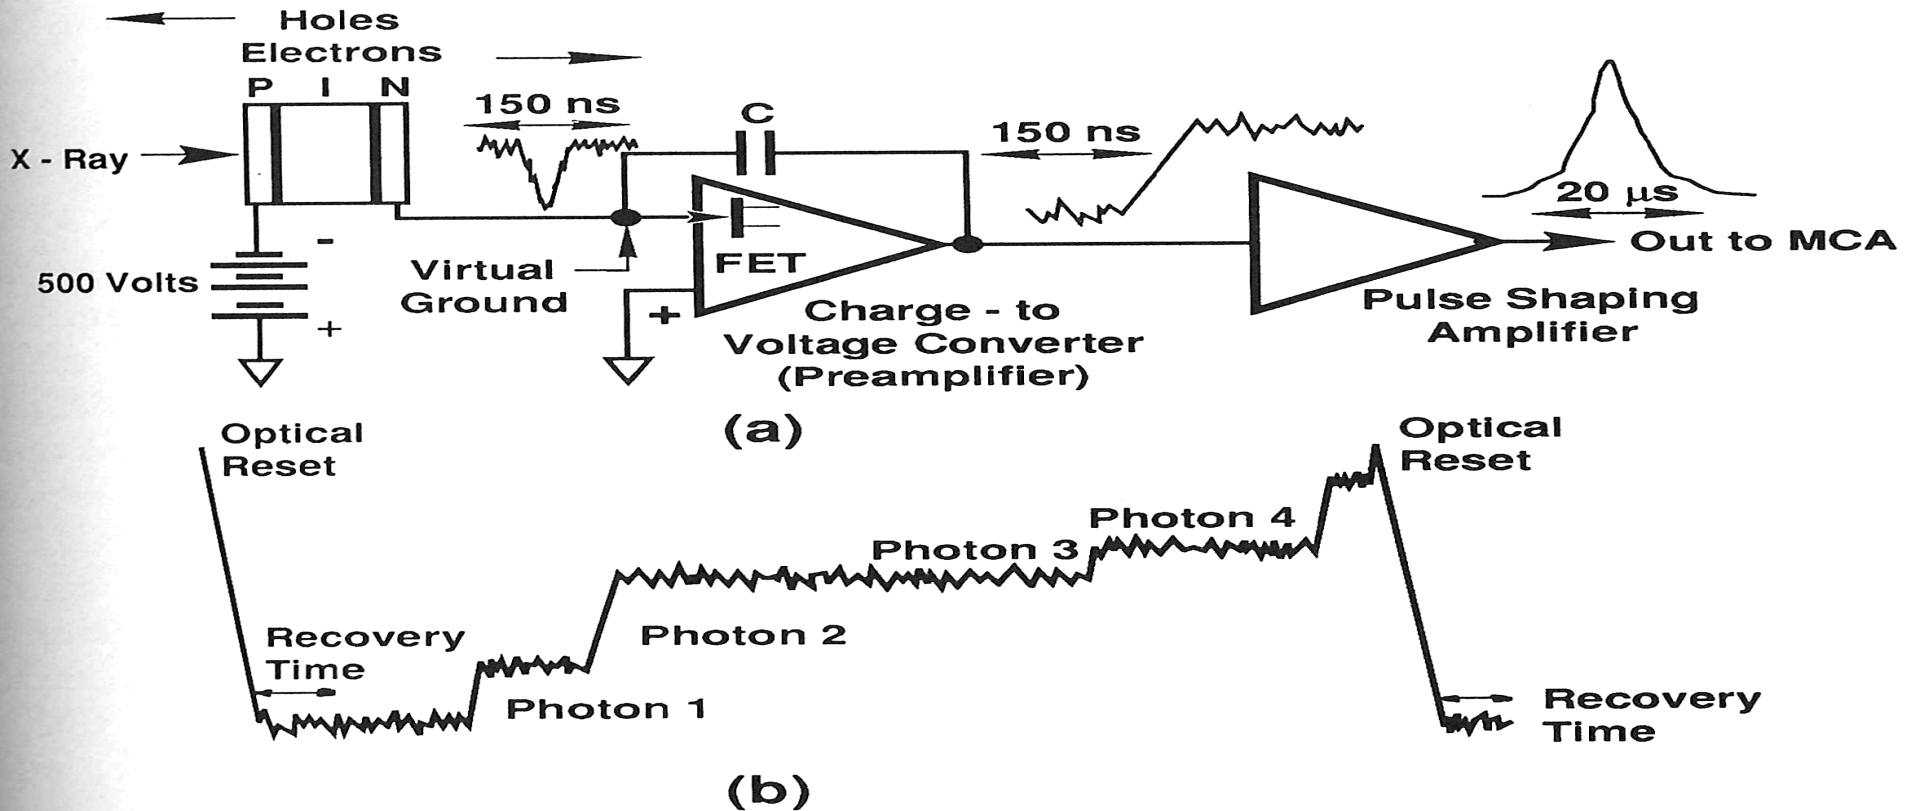 Holes
Electrons
P I N
150 ns
C
150 ns
X - Ray
20 μs
-
Out to MCA
500 Volts
Virtual
Ground
FET
+
+
Charge - to
Voltage Converter
(Preamplifier)
Pulse Shaping
Amplifier
(a)
Optical
Reset
Optical
Reset
Photon 4
Photon 3
Recovery
Time
Photon 2
Photon 1
Recovery
Time
(b)